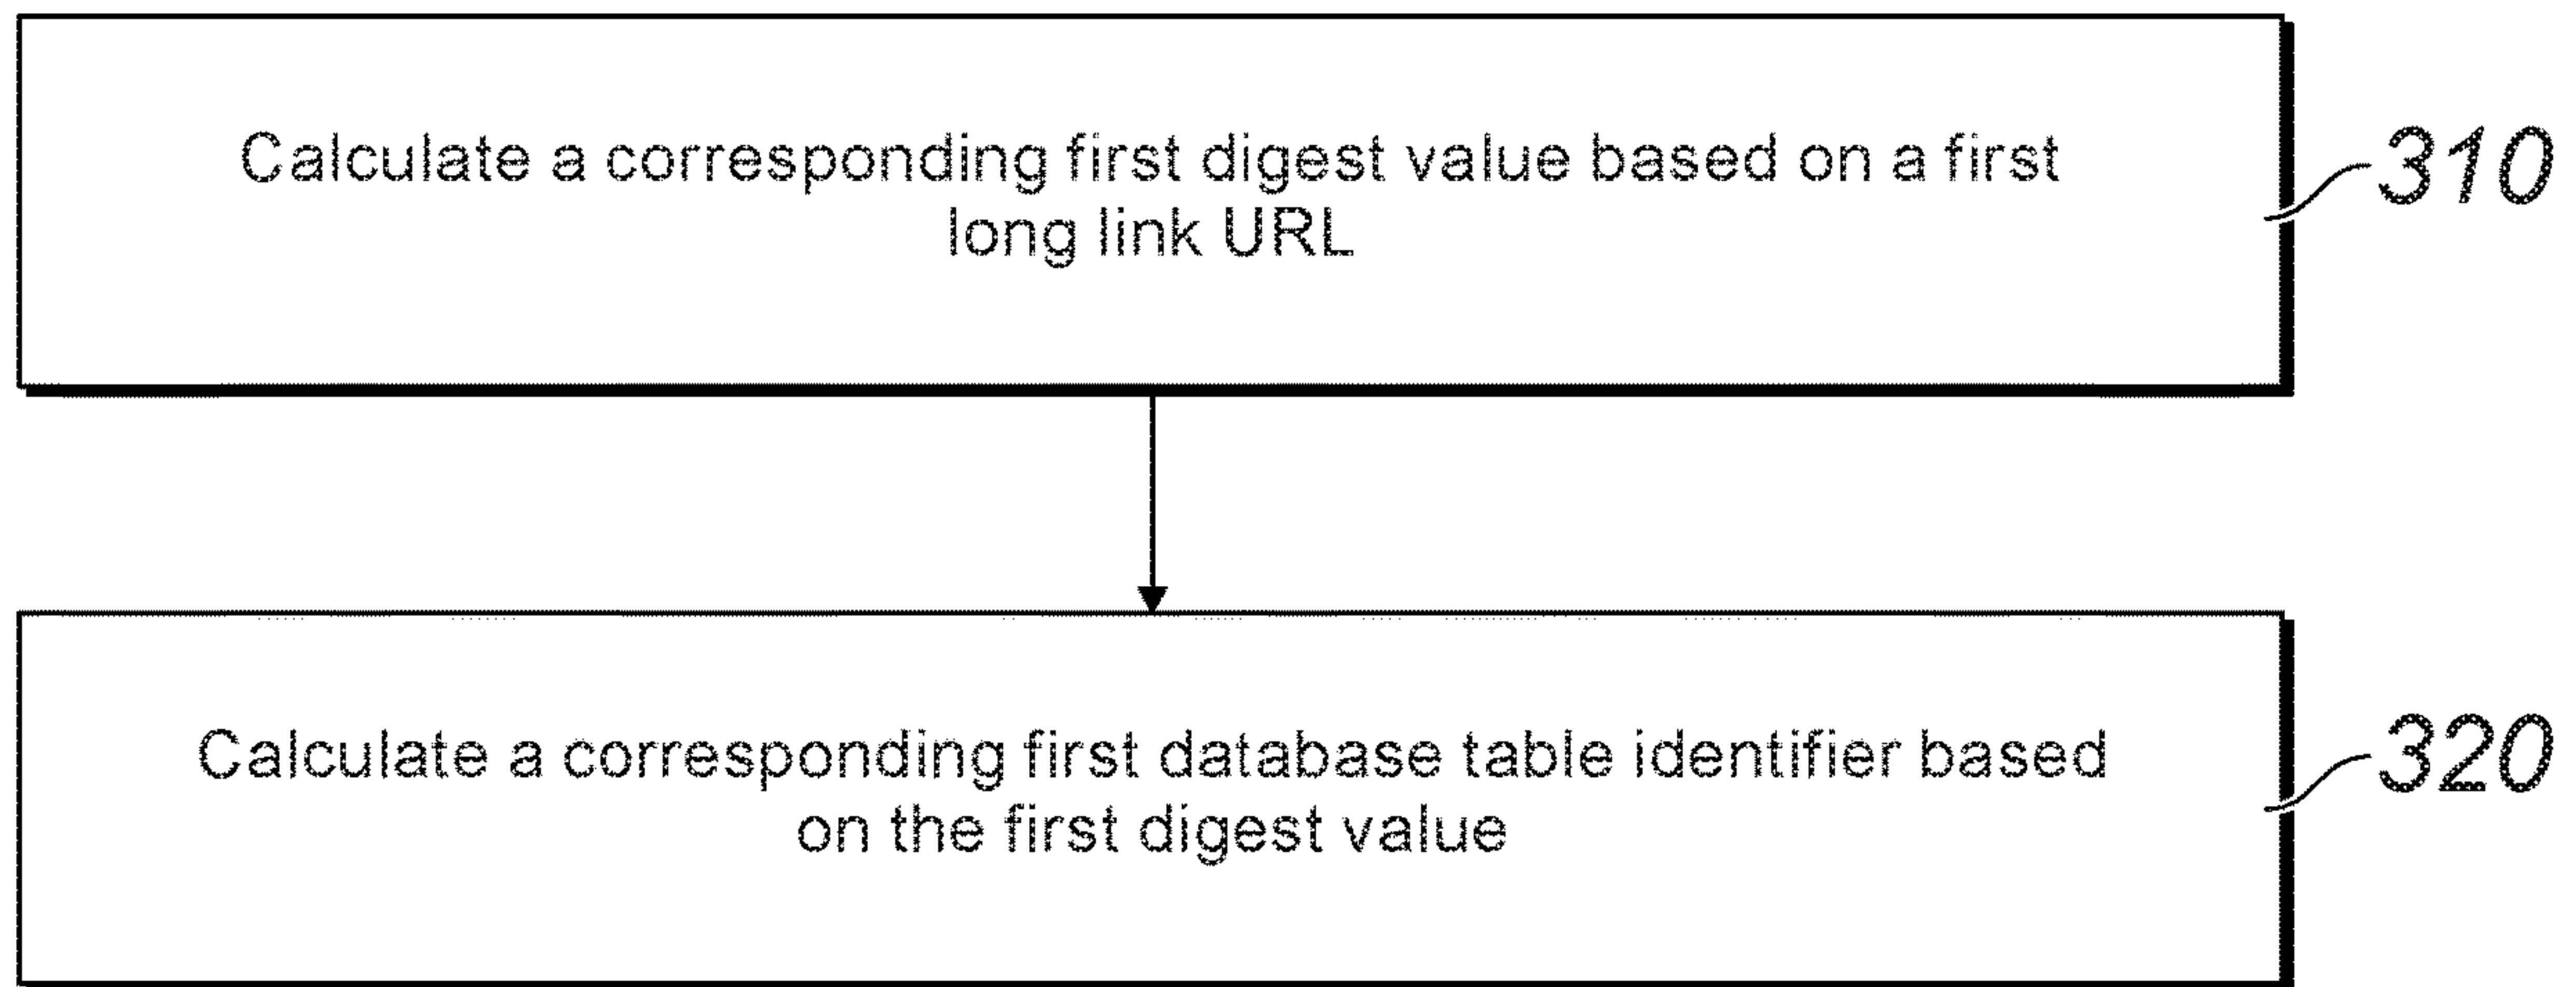 Calculate a corresponding first digest value based on a first
long link URL
310
Calculate a corresponding first database table identifier based
on the first digest value
320